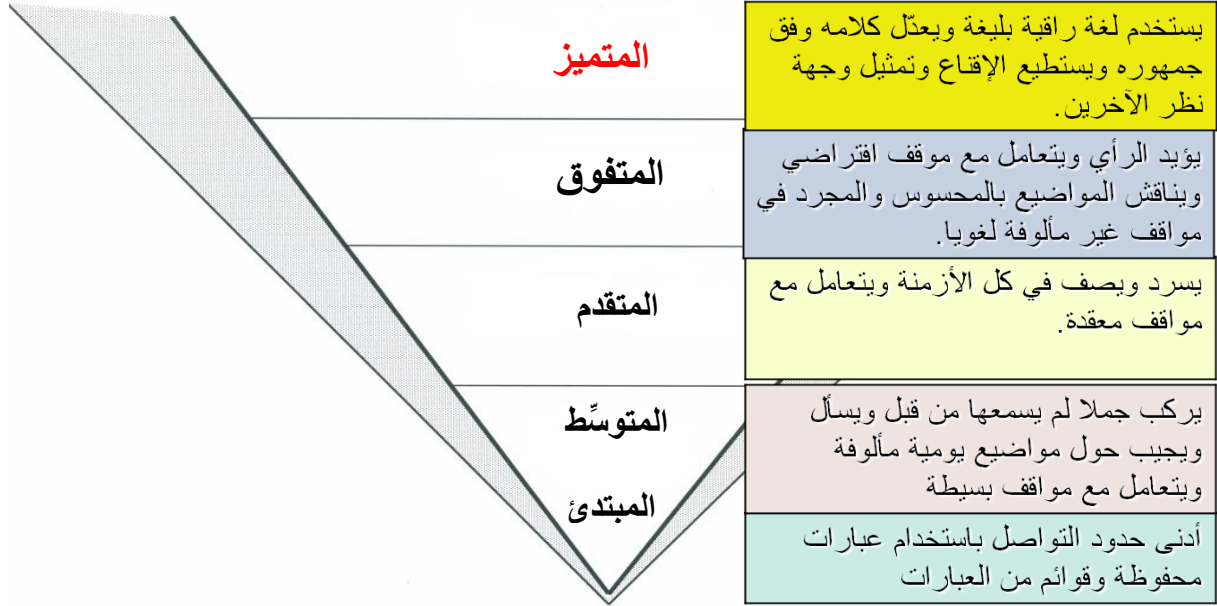 المتميز
يستخدم لغة راقية بليغة ويعدّل كلامه وفق
جمهوره ويستطيع الإقناع وتمثيل وجهة
نظر الآخرين.
المتفوق
يؤيد الرأي ويتعامل مع موقف افتراضي
ويناقش المواضيع بالمحسوس والمجرد في
مواقف غير مألوفة لغويا.
المتقدم
يسرد ويصف في كل الأزمنة ويتعامل مع
مواقف معقدة.
المتوسِّط
يركب جملا لم يسمعها من قبل ويسأل
ويجيب حول مواضيع يومية مألوفة
ويتعامل مع مواقف بسيطة
المبتدئ
أدنى حدود التواصل باستخدام عبارات
محفوظة وقوائم من العبارات